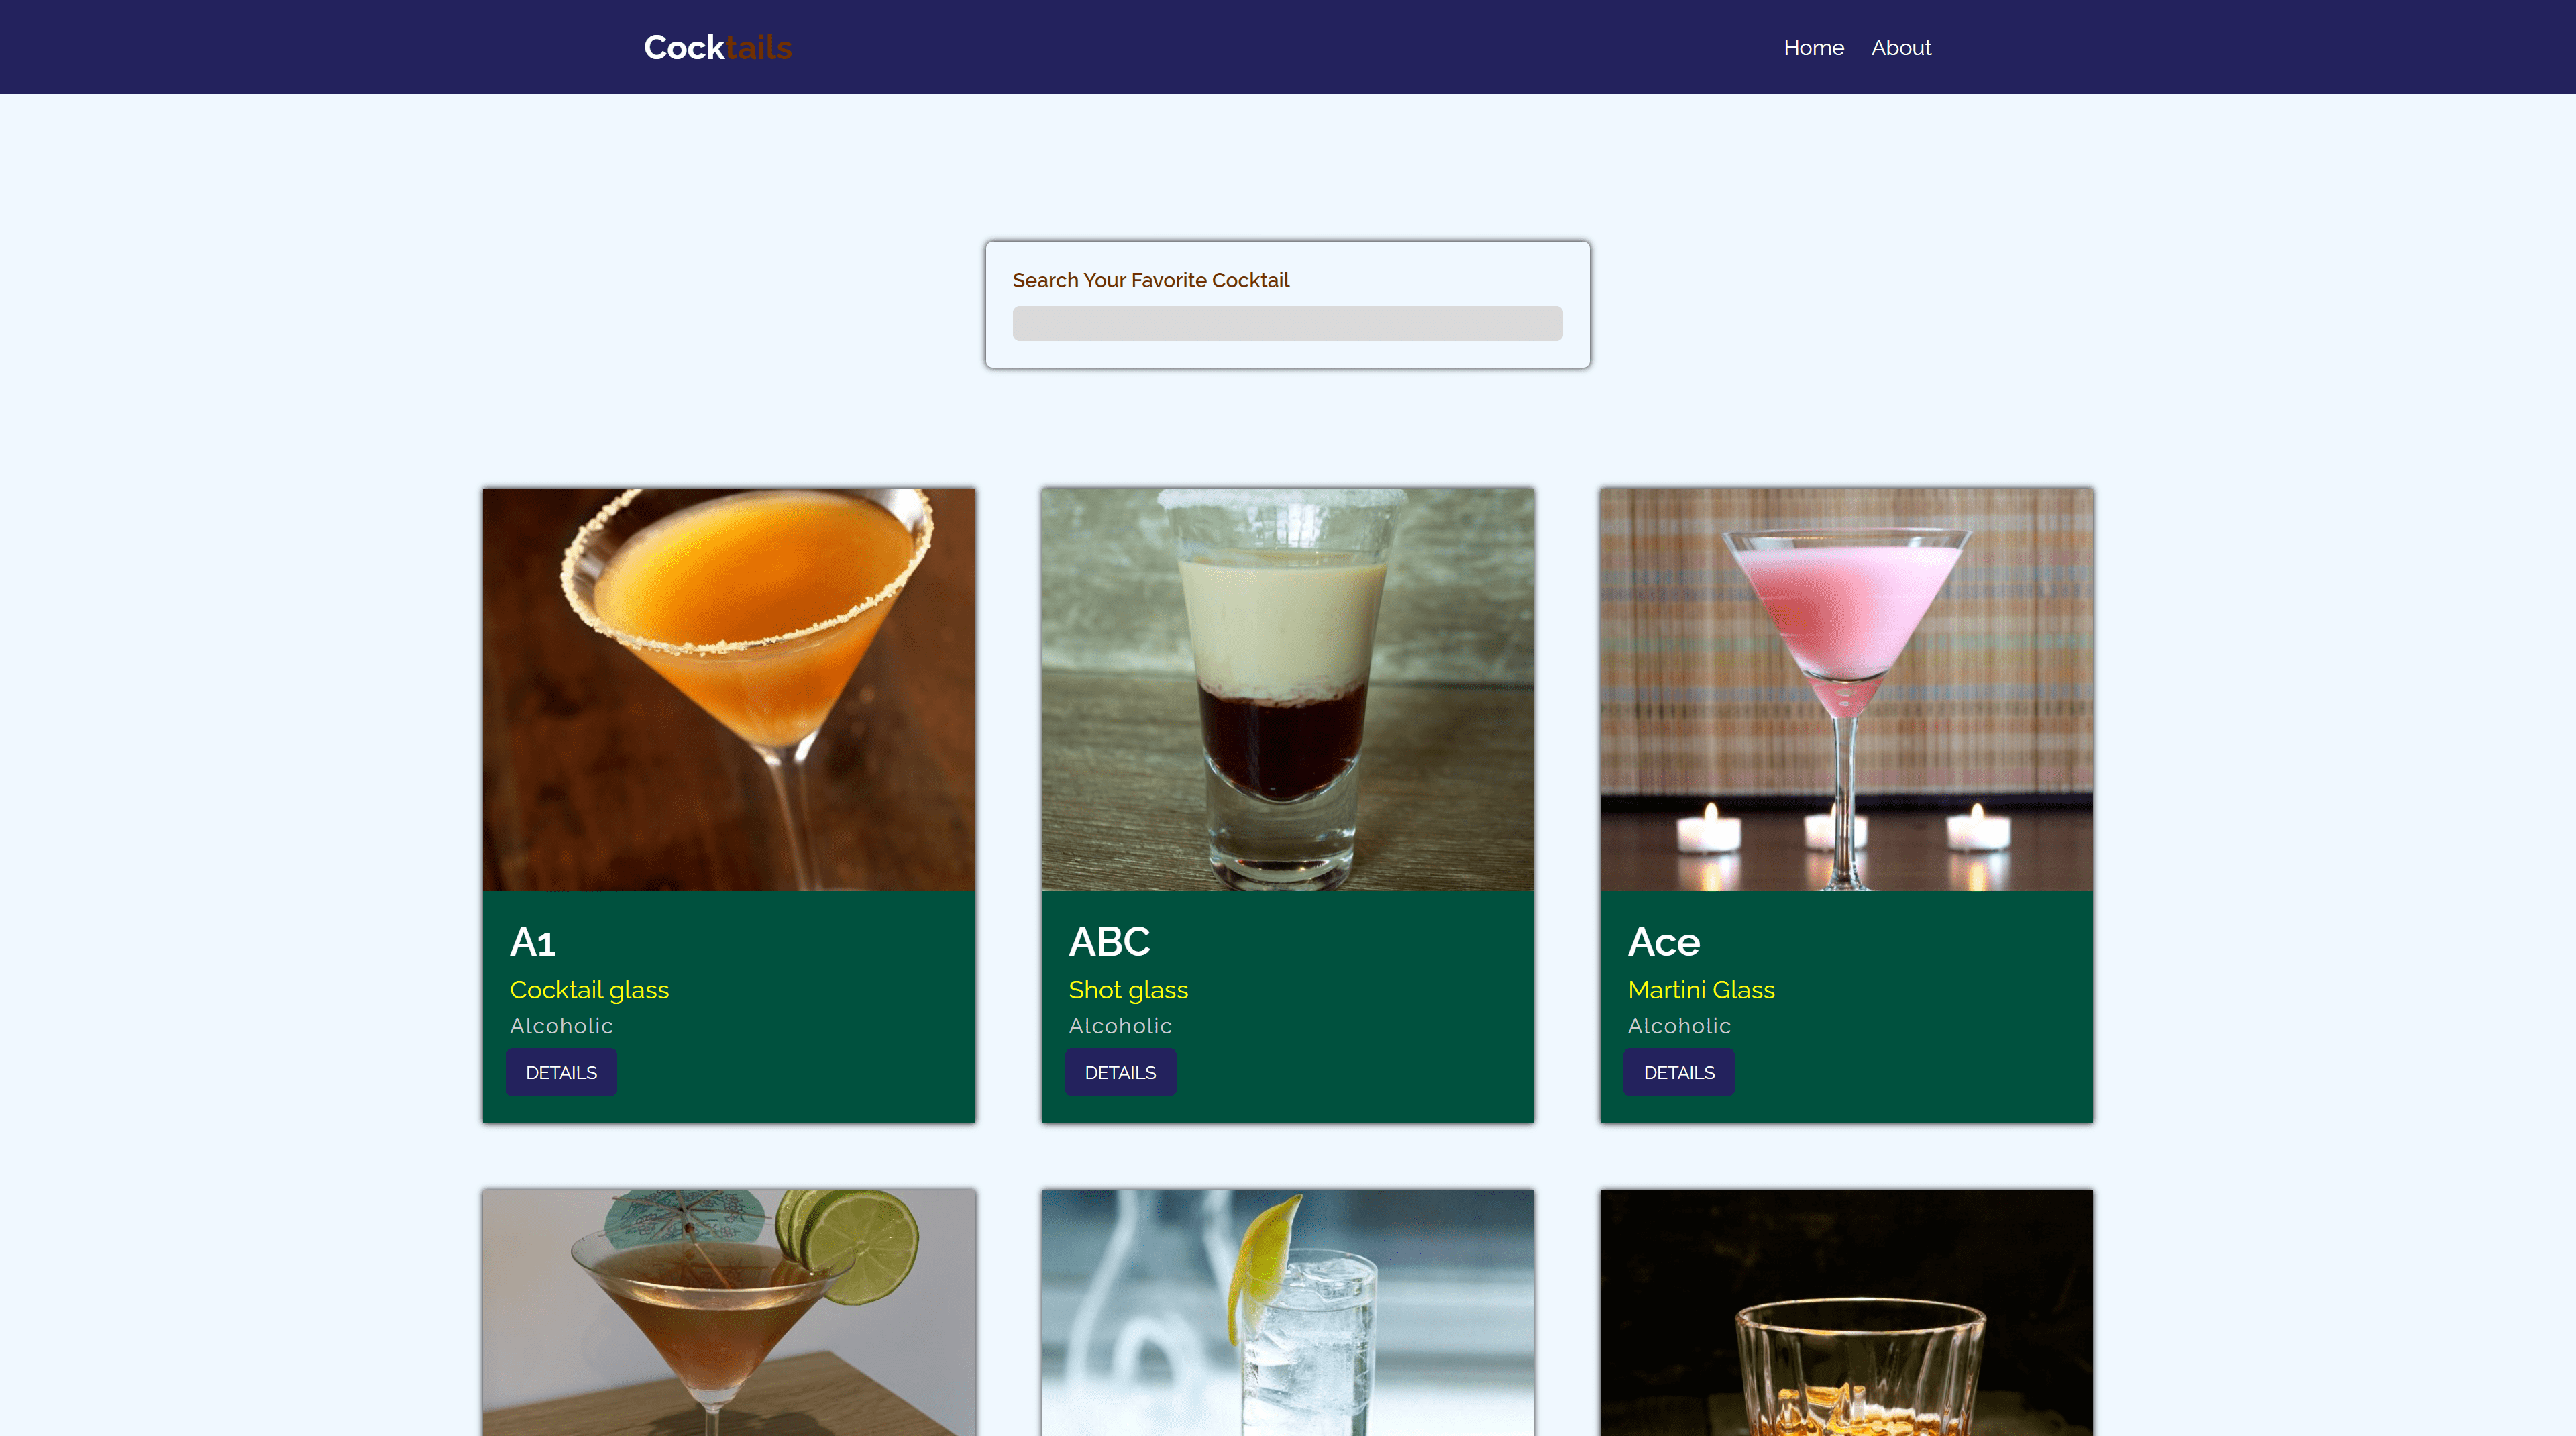 Cocktails
Home About
Search Your Favorite Cocktail
A1
Cocktail glass
Alcoholic
DETAILS
ABC
Shot glass
Alcoholic
DETAILS
Ace
Martini Glass
Alcoholic
DETAILS